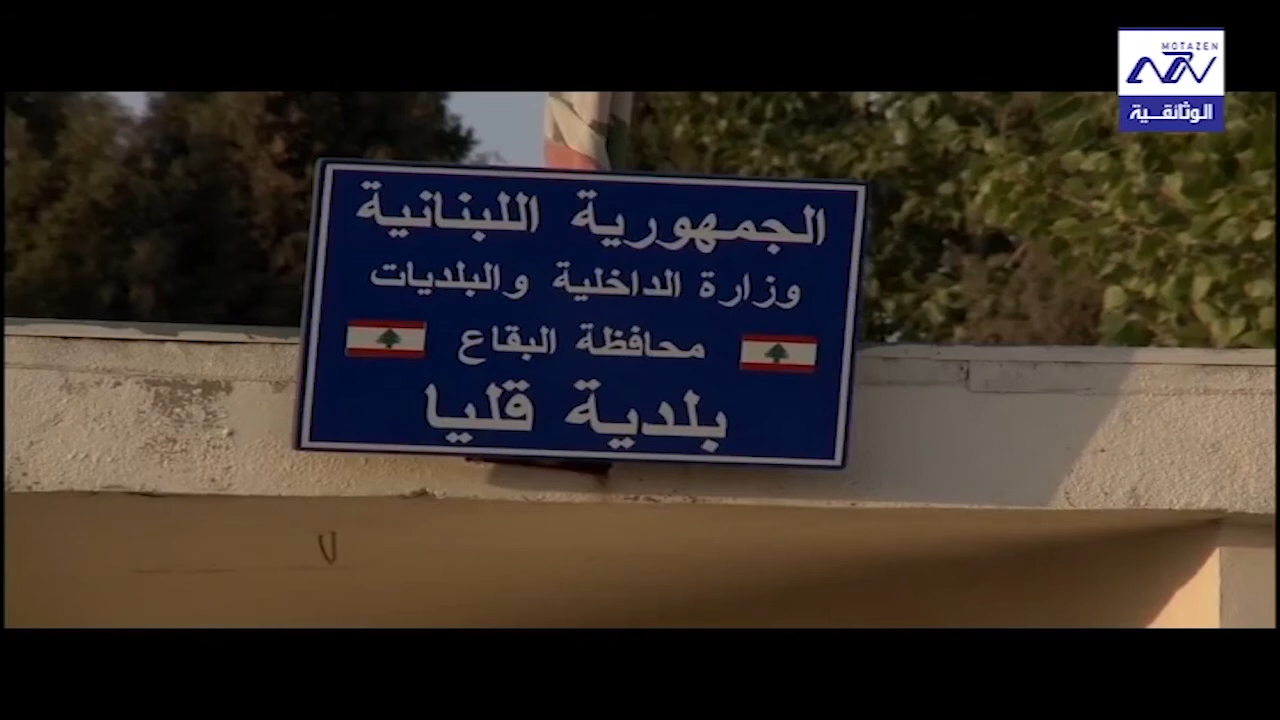 MOTAZEN
الوثائقية
الجمهورية اللبنانية
وزارة الداخلية والبلديات
محافظة البقاع
بلدية قليا